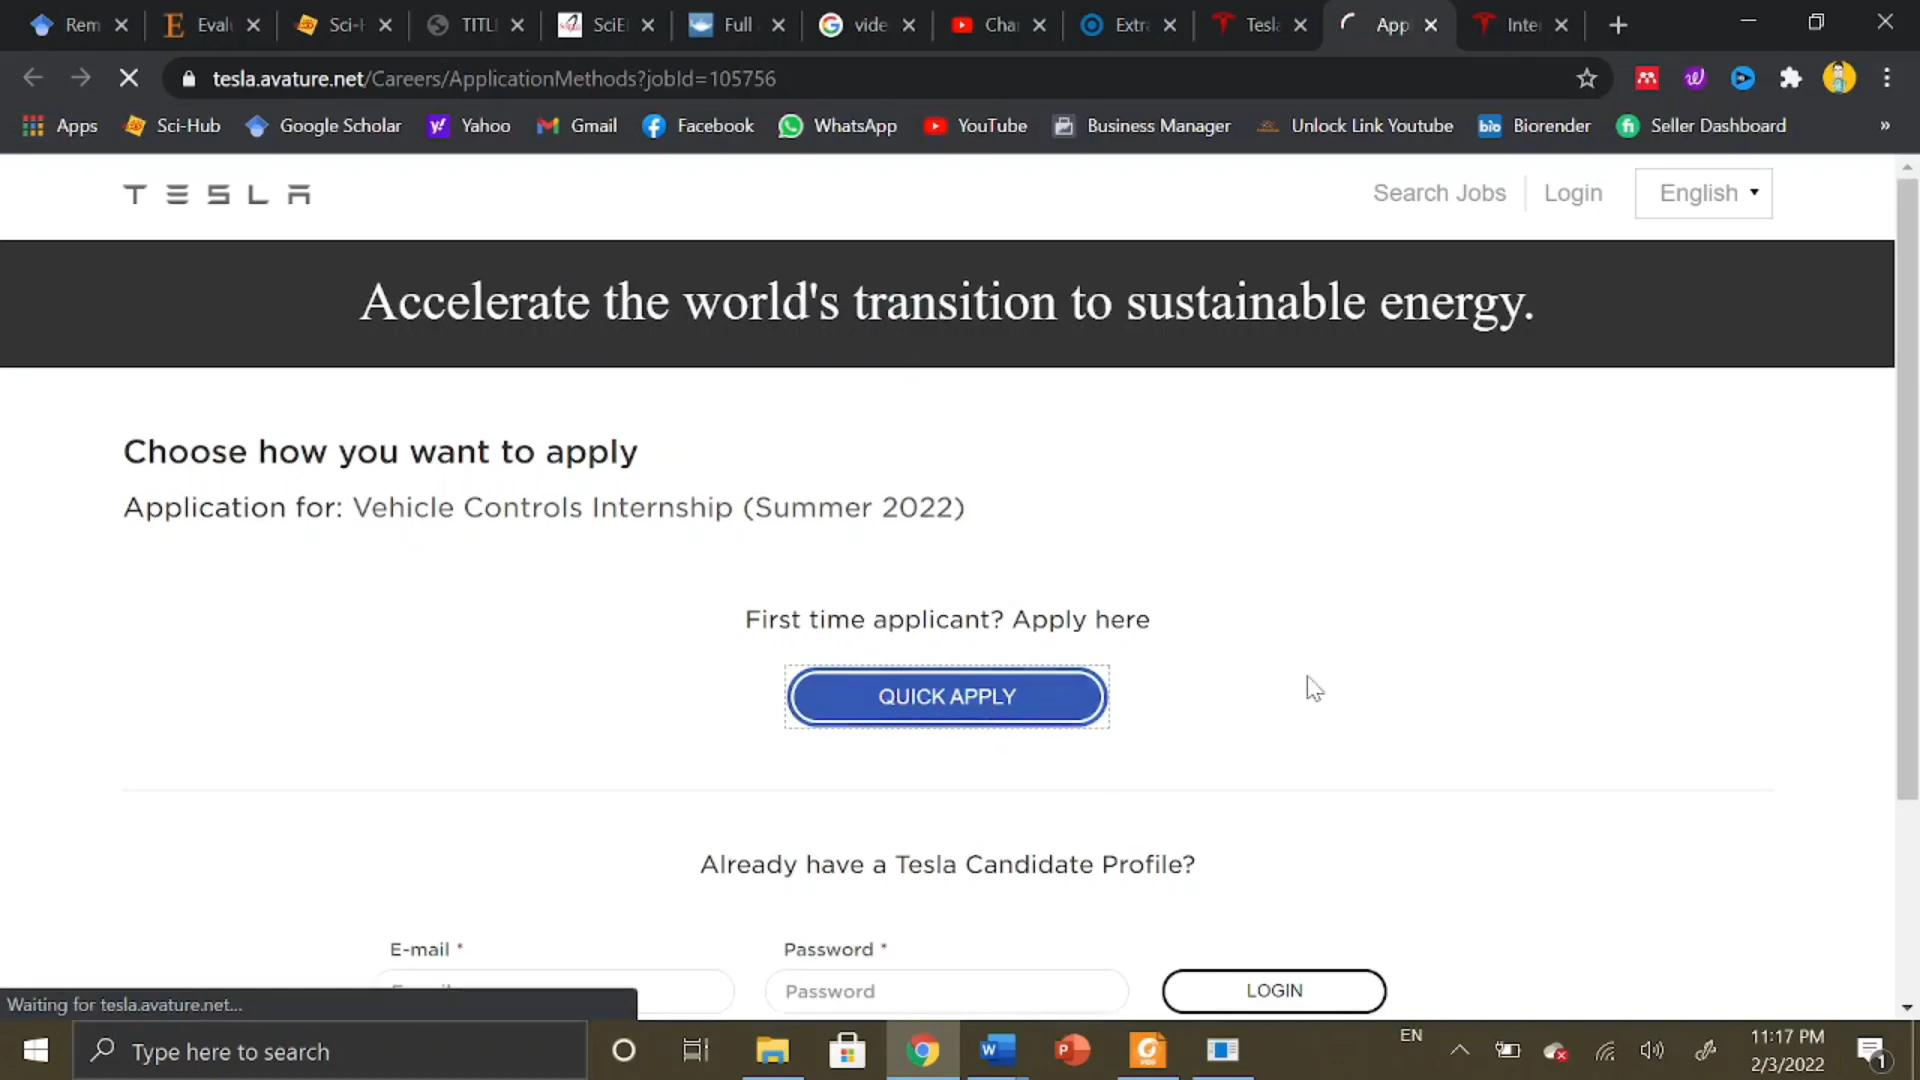 Rem
Eval
Sci-H
TITL
SciEl
Full
vide
Cha
Extr
Tesla
App
Inte
tesla.avature.net/Careers/ApplicationMethods?jobId=105756
Apps
Sci-Hub
Google Scholar
Yahoo
Gmail
Facebook
WhatsApp
YouTube
Business Manager
Unlock Link Youtube
bio
Biorender
Seller Dashboard
»
TESLA
Search Jobs
Login
English
Accelerate the world's transition to sustainable energy.
Choose how you want to apply
Application for: Vehicle Controls Internship (Summer 2022)
First time applicant? Apply here
QUICK APPLY
Already have a Tesla Candidate Profile?
E-mail *
Password *
Password
LOGIN
Waiting for tesla.avature.net...
Type here to search
EN
11:17 PM
2/3/2022
1